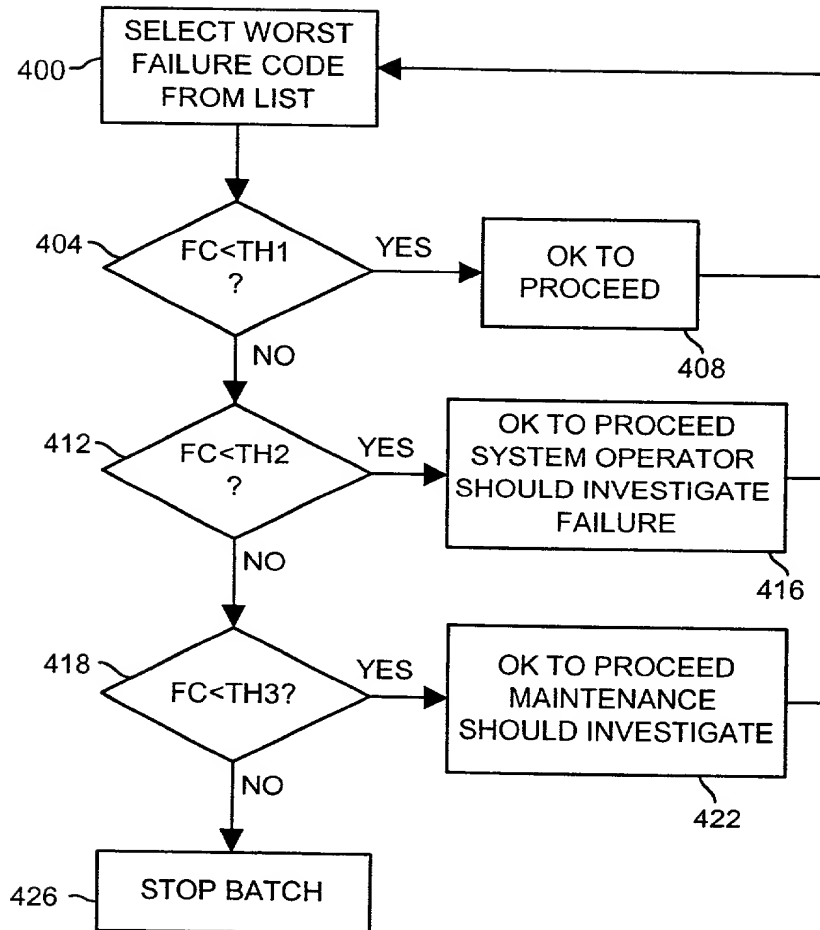 SELECT WORST
FAILURE CODE
FROM LIST
400
FC<TH1
?
404
YES
OK TO
PROCEED
408
NO
FC<TH2
?
412
YES
OK TO PROCEED
SYSTEM OPERATOR
SHOULD INVESTIGATE
FAILURE
416
NO
FC<TH3?
418
YES
OK TO PROCEED
MAINTENANCE
SHOULD INVESTIGATE
422
NO
STOP BATCH
426